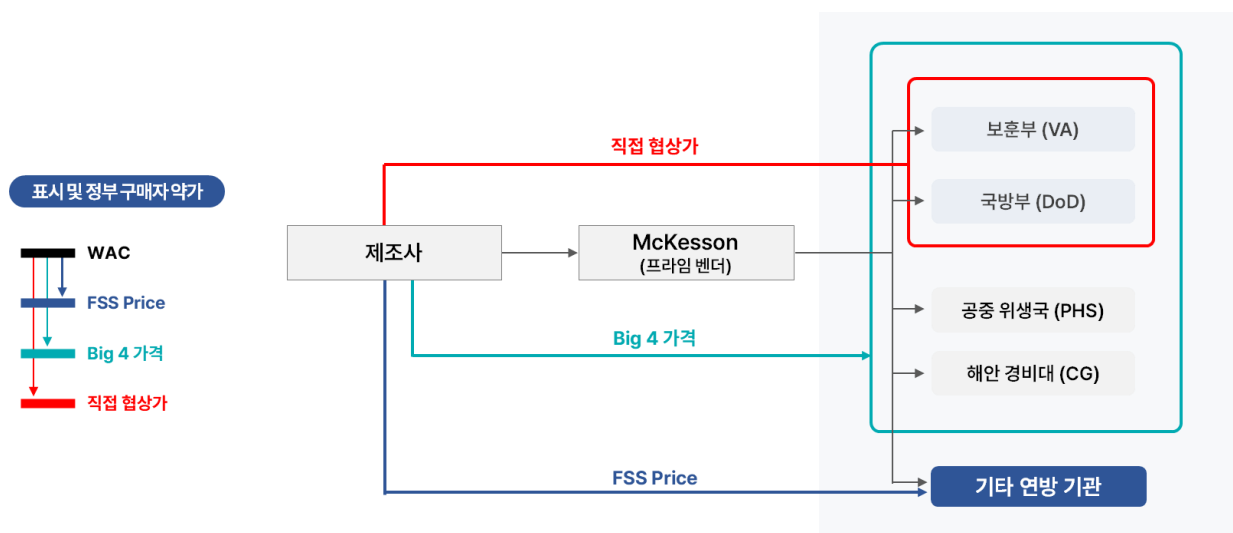 표시 및 정부 구매자 약가
WAC
FSS Price
Big 4 가격
직접 협상가
직접 협상가
제조사
McKesson
(프라임 벤더)
Big 4 가격
FSS Price
보훈부 (VA)
국방부 (DoD)
공중 위생국 (PHS)
해안 경비대 (CG)
기타 연방 기관